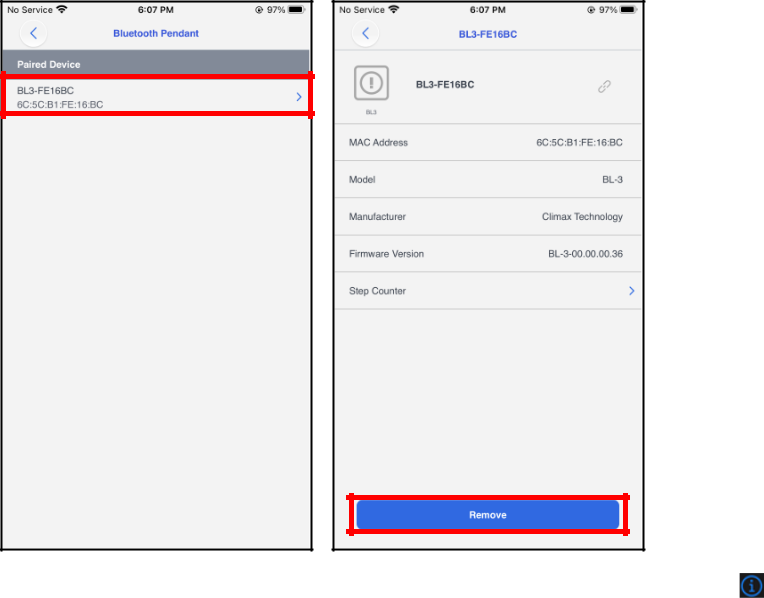 No Service 6:07 PM 97%
Bluetooth Pendant
Paired Device
BL3-FE16BC
6C:5C:B1:FE:16:BC
No Service 6:07 PM 97%
BL3-FE16BC
BL3-FE16BC
BL3
MAC Address 6C:5C:B1:FE:16:BC
Model BL-3
Manufacturer Climax Technology
Firmware Version BL-3-00.00.00.36
Step Counter
Remove